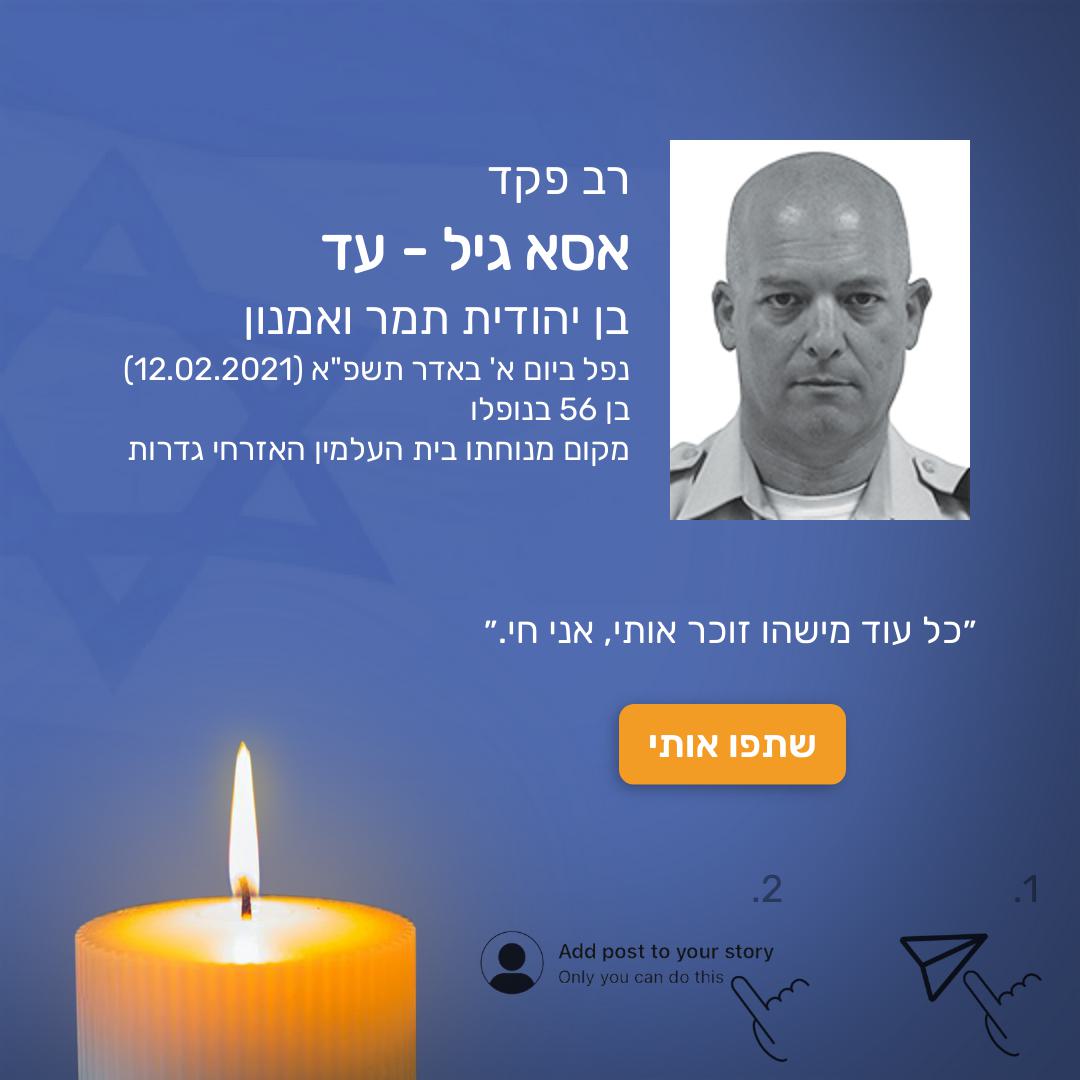 רב פקד
אסא גיל - עד
בן יהודית תמר ואמנון
נפל ביום א' באדר תשפ"א (12.02.2021)
בן 56 בנופלו
מקום מנוחתו בית העלמין האזרחי גדרות
״כל עוד מישהו זוכר אותי, אני חי.״
שתפו אותי
1.
2.
Add post to your story
Only you can do this